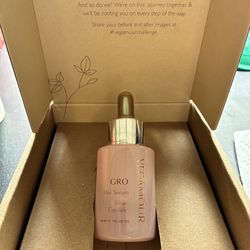 And so do we! We're on this journey together &
we'll be rooting you on every step of the way.
Share your before and after images at
#vegamourchallenge
GRO
Hair Serum
VEGAMOUR